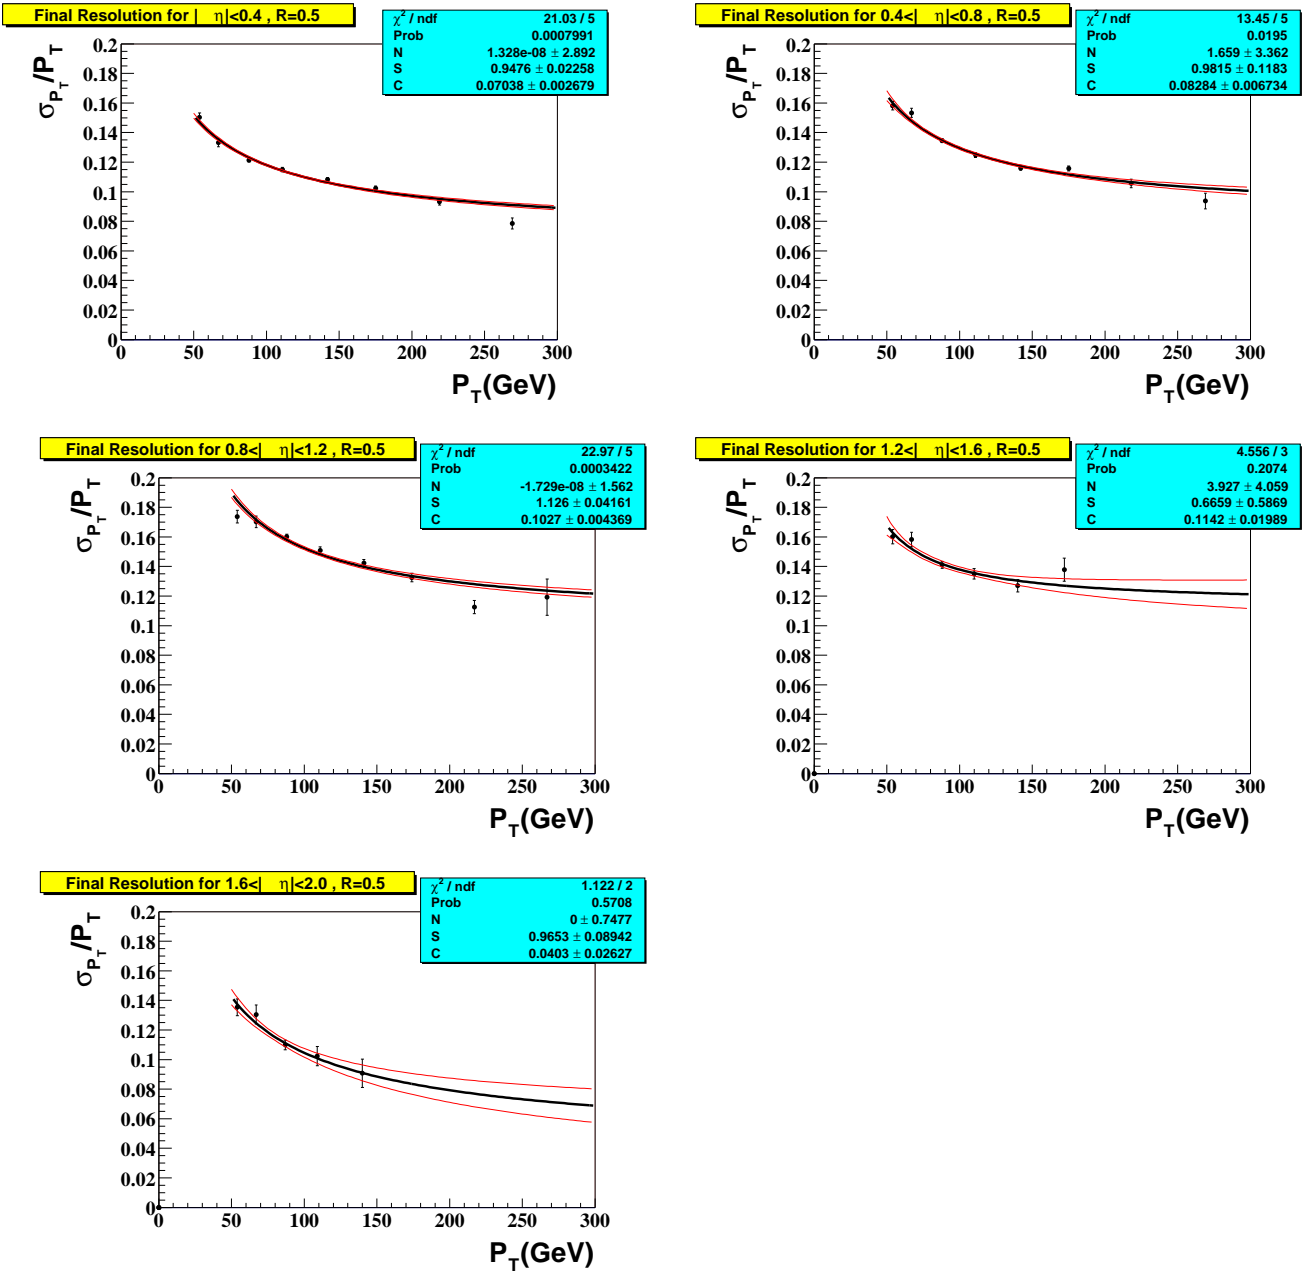 Final Resolution for | η|<0.4 , R=0.5
χ² / ndf 21.03 / 5
Prob 0.0007991
N 1.328e-08 ± 2.892
S 0.9476 ± 0.02258
C 0.07038 ± 0.002679
σ_{P_T}/P_T
0.2
0.18
0.16
0.14
0.12
0.1
0.08
0.06
0.04
0.02
0
0 50 100 150 200 250 300
P_T(GeV)
Final Resolution for 0.4<| η|<0.8 , R=0.5
χ² / ndf 13.45 / 5
Prob 0.0195
N 1.659 ± 3.362
S 0.9815 ± 0.1183
C 0.08284 ± 0.006734
σ_{P_T}/P_T
0.2
0.18
0.16
0.14
0.12
0.1
0.08
0.06
0.04
0.02
0
0 50 100 150 200 250 300
P_T(GeV)
Final Resolution for 0.8<| η|<1.2 , R=0.5
χ² / ndf 22.97 / 5
Prob 0.0003422
N -1.729e-08 ± 1.562
S 1.126 ± 0.04161
C 0.1027 ± 0.004369
σ_{P_T}/P_T
0.2
0.18
0.16
0.14
0.12
0.1
0.08
0.06
0.04
0.02
0
0 50 100 150 200 250 300
P_T(GeV)
Final Resolution for 1.2<| η|<1.6 , R=0.5
χ² / ndf 4.556 / 3
Prob 0.2074
N 3.927 ± 4.059
S 0.6659 ± 0.5869
C 0.1142 ± 0.01989
σ_{P_T}/P_T
0.2
0.18
0.16
0.14
0.12
0.1
0.08
0.06
0.04
0.02
0
0 50 100 150 200 250 300
P_T(GeV)
Final Resolution for 1.6<| η|<2.0 , R=0.5
χ² / ndf 1.122 / 2
Prob 0.5708
N 0 ± 0.7477
S 0.9653 ± 0.08942
C 0.0403 ± 0.02627
σ_{P_T}/P_T
0.2
0.18
0.16
0.14
0.12
0.1
0.08
0.06
0.04
0.02
0
0 50 100 150 200 250 300
P_T(GeV)